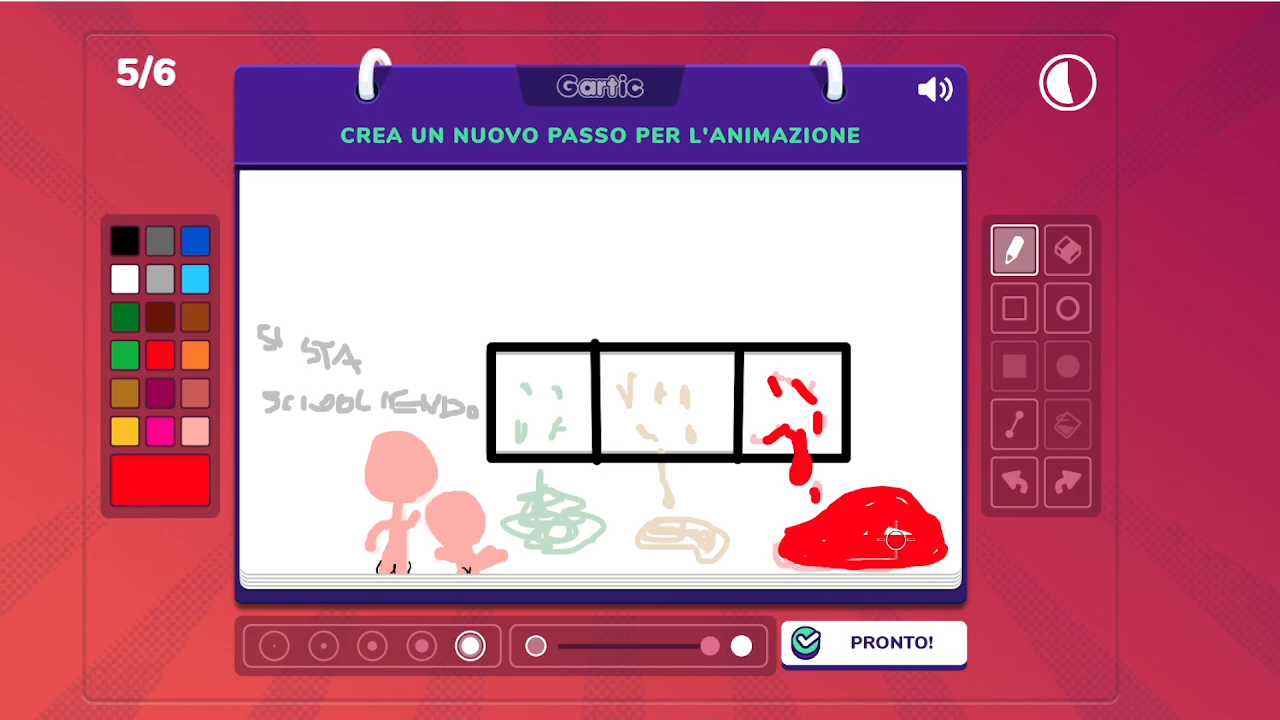 5/6
Gartic
CREA UN NUOVO PASSO PER L'ANIMAZIONE
SI STA
SCIOGLIENDO
PRONTO!